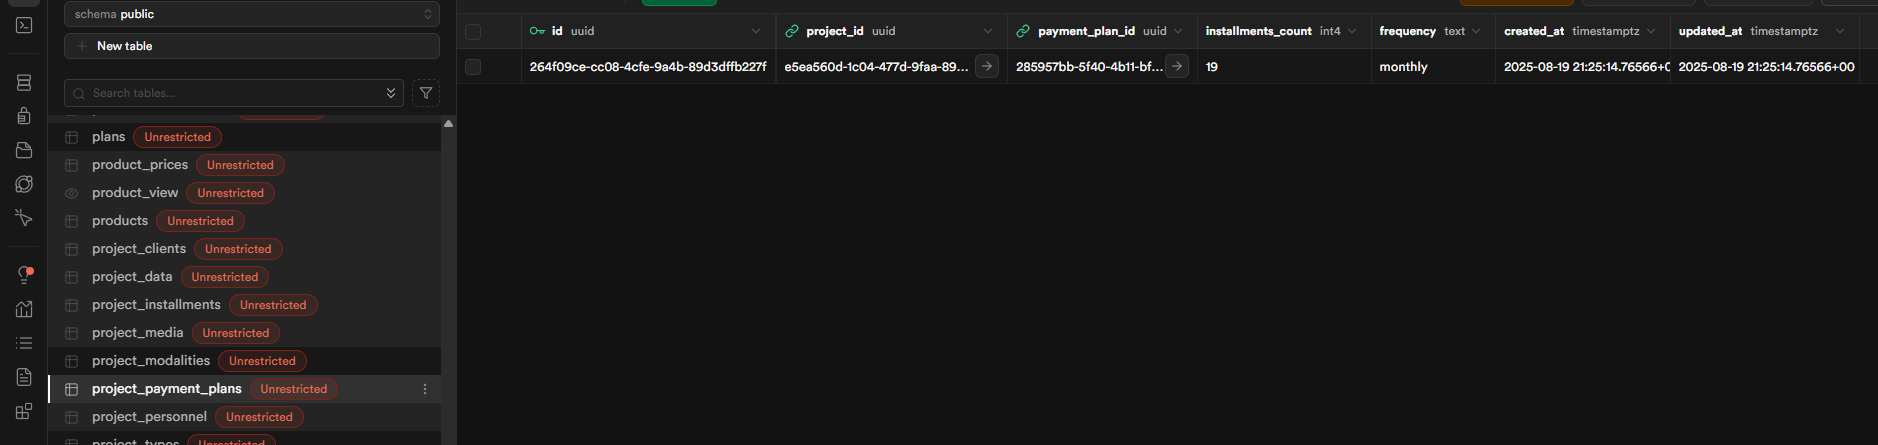 schema public
New table
Search tables...
plans Unrestricted
product_prices Unrestricted
product_view Unrestricted
products Unrestricted
project_clients Unrestricted
project_data Unrestricted
project_installments Unrestricted
project_media Unrestricted
project_modalities Unrestricted
project_payment_plans Unrestricted
project_personnel Unrestricted
project_types Unrestricted
id uuid project_id uuid payment_plan_id uuid installments_count int4 frequency text created_at timestamptz updated_at timestamptz
264f09ce-cc08-4cfe-9a4b-89d3dffb227f e5ea560d-1c04-477d-9faa-89... 285957bb-5f40-4b11-bf... 19 monthly 2025-08-19 21:25:14.76566+0 2025-08-19 21:25:14.76566+00